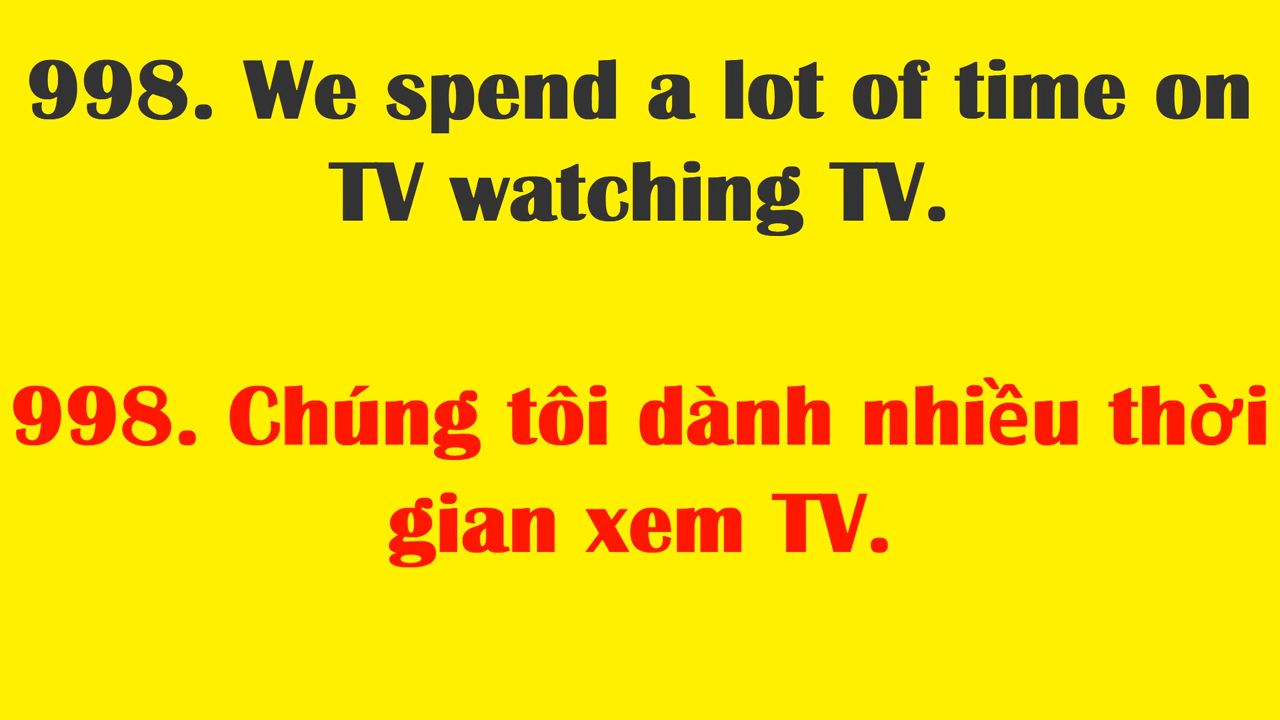 998. We spend a lot of time on
TV watching TV.
998. Chúng tôi dành nhiều thời
gian xem TV.